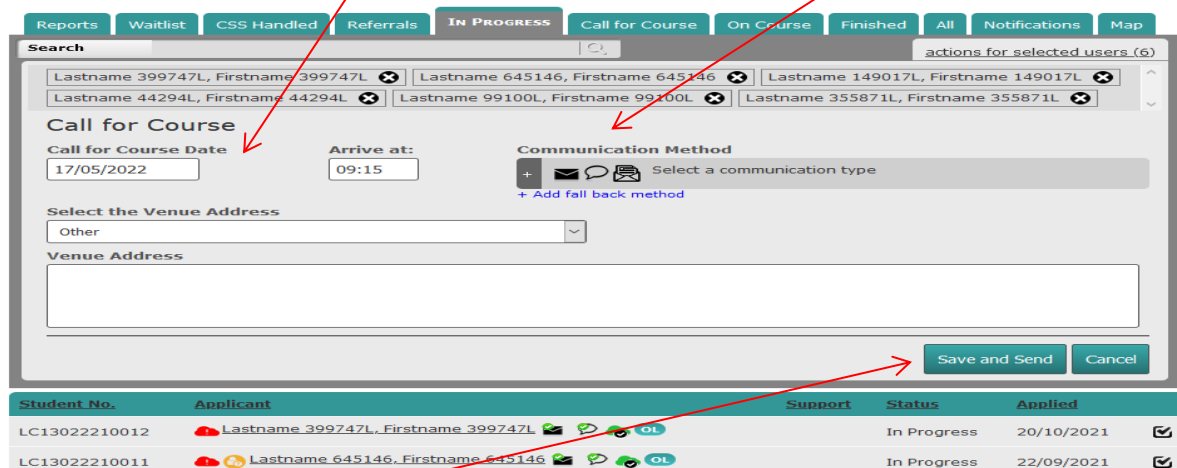 Reports Waitlist CSS Handled Referrals In Progress Call for Course On Course Finished All Notifications Map
Search actions for selected users (6)
Lastname 399747L, Firstname 399747L Lastname 645146, Firstname 645146 Lastname 149017L, Firstname 149017L
Lastname 44294L, Firstname 44294L Lastname 99100L, Firstname 99100L Lastname 355871L, Firstname 355871L
Call for Course
Call for Course Date Arrive at: Communication Method
17/05/2022 09:15 + Select a communication type
+ Add fall back method
Select the Venue Address
Other
Venue Address
Save and Send Cancel
Student No. Applicant Support Status Applied
LC13022210012 Lastname 399747L, Firstname 399747L OL In Progress 20/10/2021
LC13022210011 Lastname 645146, Firstname 645146 OL In Progress 22/09/2021